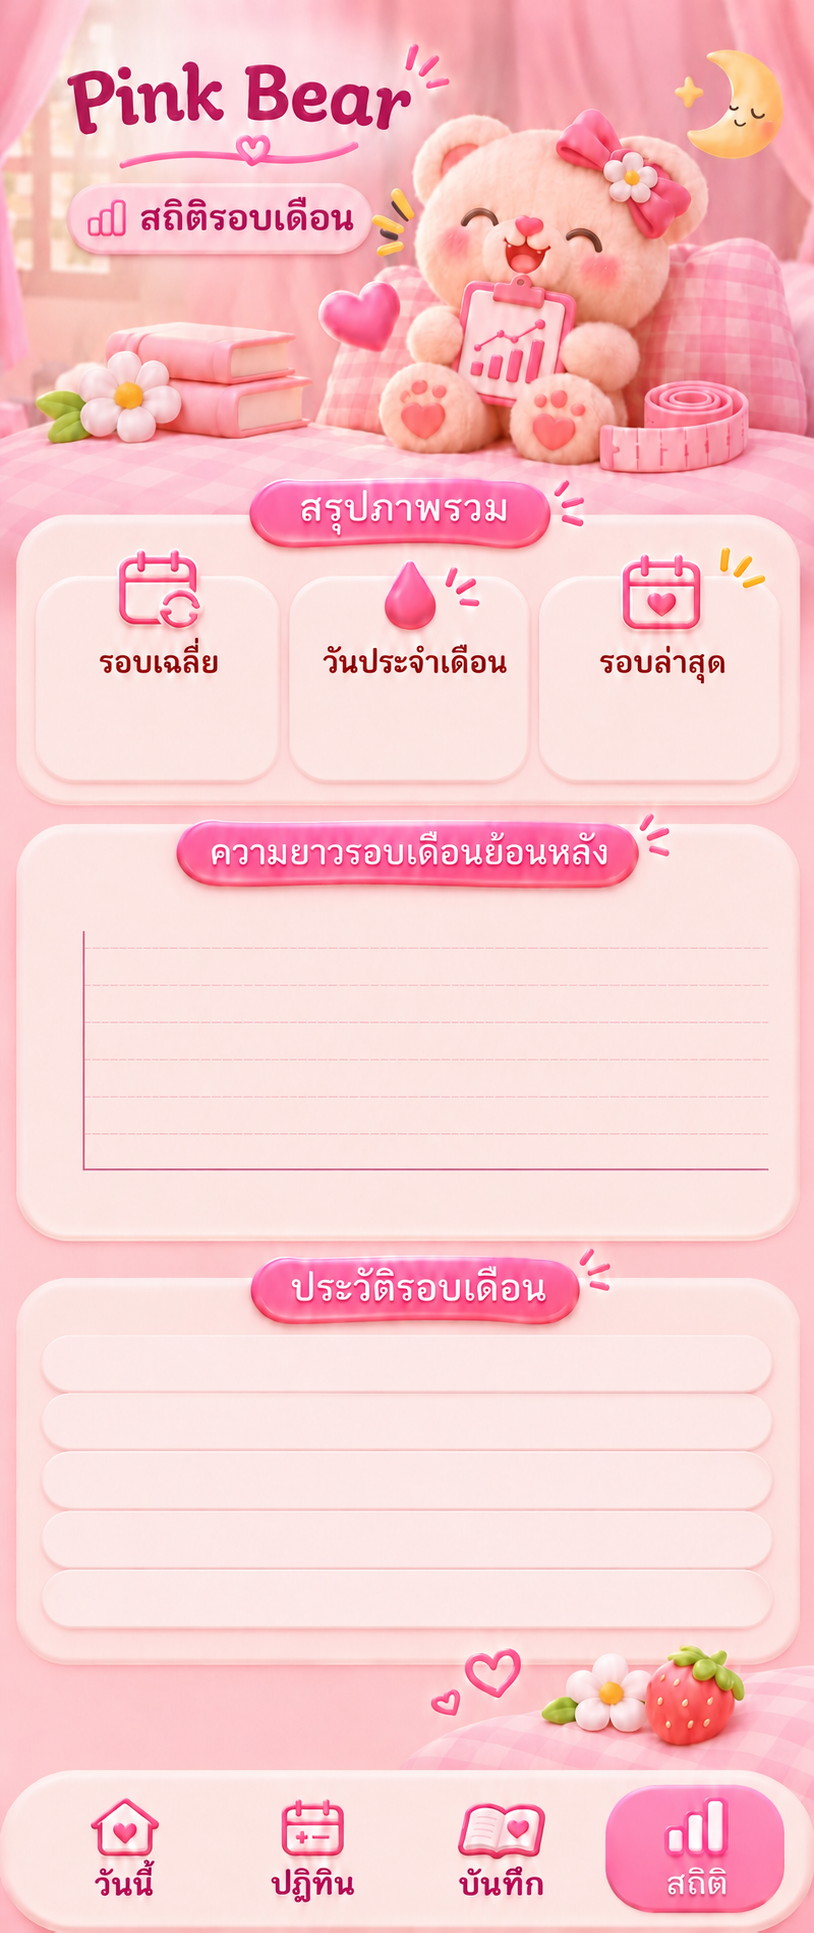 Pink Bear
สถิติรอบเดือน
สรุปภาพรวม
รอบเฉลี่ย
วันประจำเดือน
รอบล่าสุด
ความยาวรอบเดือนย้อนหลัง
ประวัติรอบเดือน
วันนี้
ปฎิทิน
บันทึก
สถิติ